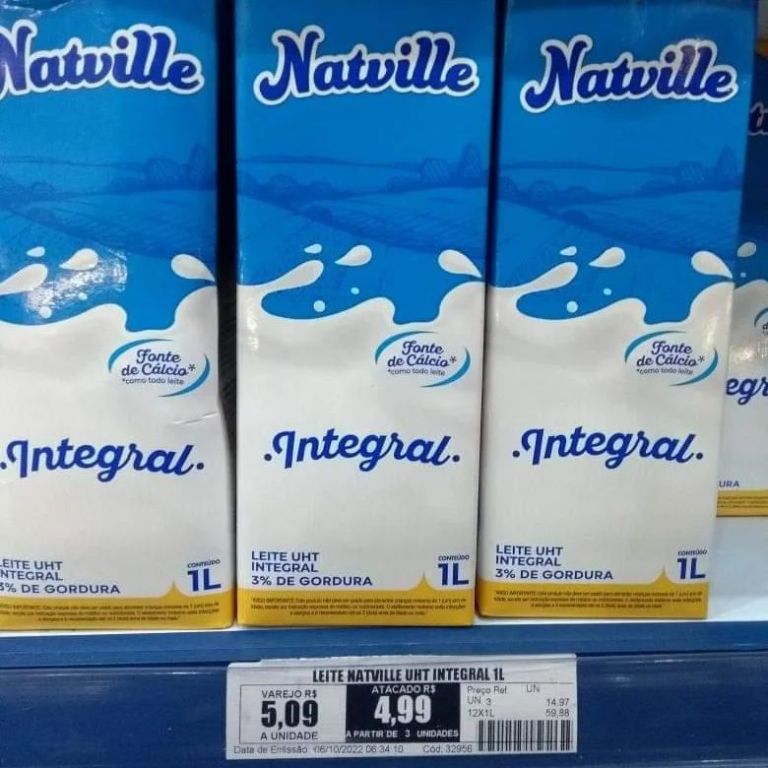 Natville
Natville
Natville
Fonte
de Cálcio*
*como todo leite
Fonte
de Cálcio*
*como todo leite
Fonte
de Cálcio*
*como todo leite
.Integral.
.Integral.
.Integral.
egr
LEITE UHT
INTEGRAL
3% DE GORDURA
CONTEÚDO
1L
LEITE UHT
INTEGRAL
3% DE GORDURA
CONTEÚDO
1L
LEITE UHT
INTEGRAL
3% DE GORDURA
CONTEÚDO
1L
URA
LEITE NATVILLE UHT INTEGRAL 1L
VAREJO R$
5,09
A UNIDADE
ATACADO R$
4,99
A PARTIR DE 3 UNIDADES
Preço Ref. UN
UN 3 14,97
12X1L 59,88
Data de Emissão: 06/10/2022 06:34:10 Cód: 32956